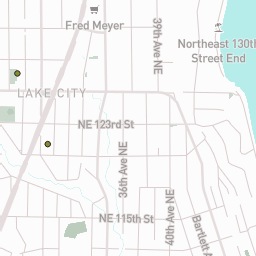 Fred Meyer
39th Ave NE
Northeast 130th
Street End
LAKE CITY
NE 123rd St
36th Ave NE
NE 115th St
40th Ave NE
Bartlett A